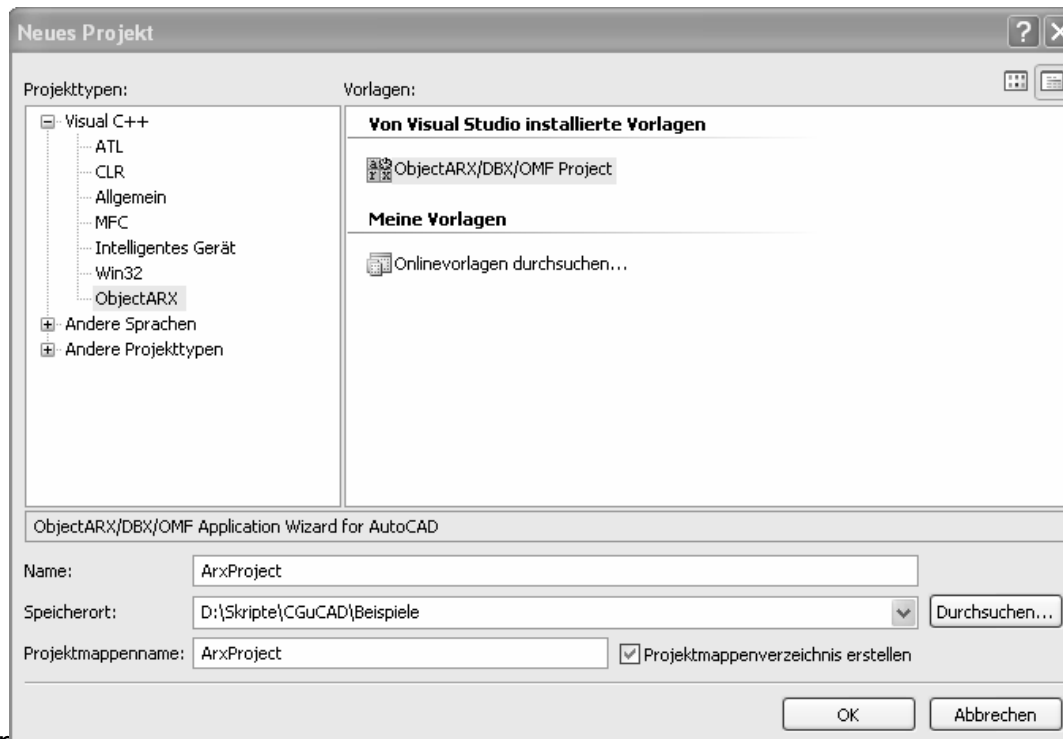 Neues Projekt
Projekttypen:
Vorlagen:
Visual C++
ATL
CLR
Allgemein
MFC
Intelligentes Gerät
Win32
ObjectARX
Andere Sprachen
Andere Projekttypen
Von Visual Studio installierte Vorlagen
ObjectARX/DBX/OMF Project
Meine Vorlagen
Onlinevorlagen durchsuchen...
ObjectARX/DBX/OMF Application Wizard for AutoCAD
Name:
ArxProject
Speicherort:
D:\Skripte\CGuCAD\Beispiele
Durchsuchen...
Projektmappenname:
ArxProject
Projektmappenverzeichnis erstellen
OK
Abbrechen